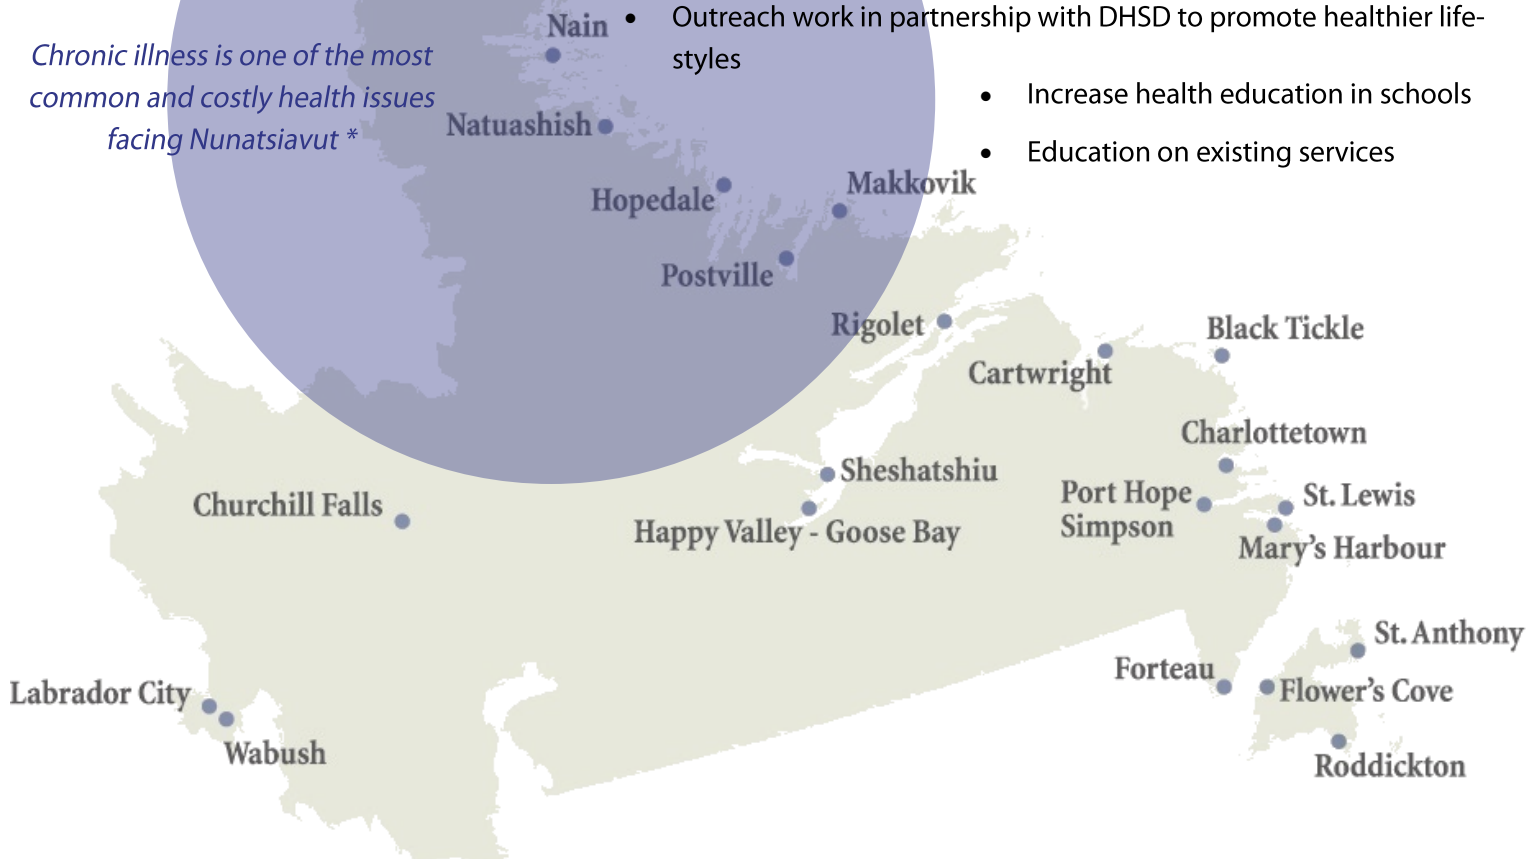 Chronic illness is one of the most
common and costly health issues
facing Nunatsiavut *
• Outreach work in partnership with DHSD to promote healthier life-
styles
• Increase health education in schools
• Education on existing services
Nain
Natuashish
Hopedale
Makkovik
Postville
Rigolet
Black Tickle
Cartwright
Charlottetown
Sheshatshiu
Churchill Falls
Port Hope
Simpson
St. Lewis
Happy Valley - Goose Bay
Mary's Harbour
St. Anthony
Forteau
Flower's Cove
Labrador City
Wabush
Roddickton